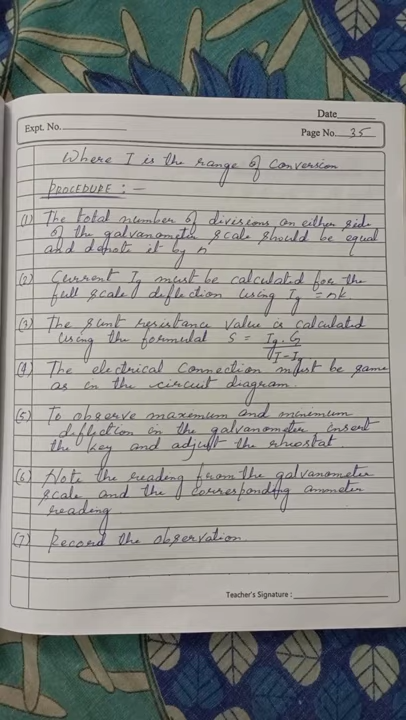 Date
Expt. No.
Page No. 35
Where I is the range of Conversion
PROCEDURE : -
(1) The total number of divisions on either side
of the galvanometer scale should be equal
and denote it by n
(2) Current Ig must be calculated for the
full scale deflection using Ig = nk
(3) The sunt resistance value is calculated
using the formulal S = Ig . G / I - Ig
(4) The electrical Connection must be same
as in the circuit diagram.
(5) To observe maximum and minimum
deflection in the galvanometer insert
the key and adjust the rheostat
(6) Note the reading from the galvanometer
scale and the corresponding ammeter
reading
(7) Record the observation
Teacher's Signature :